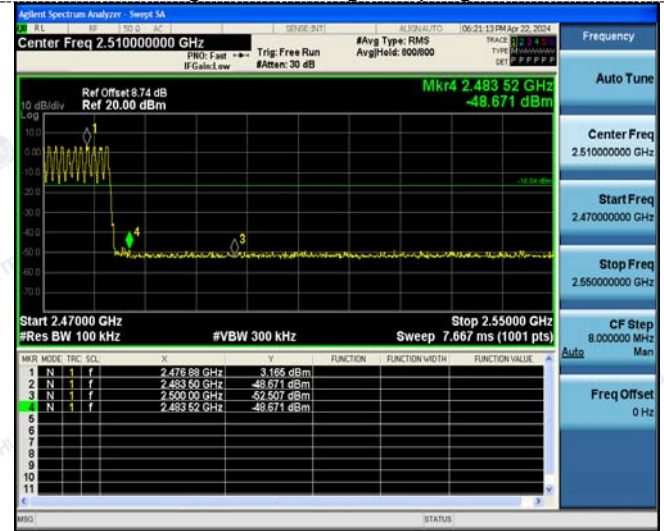 Agilent Spectrum Analyzer - Swept SA
RL RF 50 Ω AC SENSE:INT ALIGNAUTO 06:21:13 PM Apr 22, 2024
Center Freq 2.510000000 GHz
PNO: Fast
IFGain:Low
Trig: Free Run
#Atten: 30 dB
#Avg Type: RMS
Avg|Hold: 800/800
TRACE 1 2 3 4 5 6
TYPE
DET P P P P P P
Ref Offset 8.74 dB
Ref 20.00 dBm
10 dB/div
Log
Mkr4 2.483 52 GHz
-48.671 dBm
10.0
0.00
-10.0
-20.0
-30.0
-40.0
-50.0
-60.0
-70.0
1
4
3
Start 2.47000 GHz
#Res BW 100 kHz
#VBW 300 kHz
Stop 2.55000 GHz
Sweep 7.667 ms (1001 pts)
MKR MODE TRC SCL X Y FUNCTION FUNCTION WIDTH FUNCTION VALUE
1 N 1 f 2.476 88 GHz 3.165 dBm
2 N 1 f 2.483 50 GHz -48.671 dBm
3 N 1 f 2.500 00 GHz -52.507 dBm
4 N 1 f 2.483 52 GHz -48.671 dBm
5
6
7
8
9
10
11
MSG
STATUS
Frequency
Auto Tune
Center Freq
2.510000000 GHz
Start Freq
2.470000000 GHz
Stop Freq
2.550000000 GHz
CF Step
8.000000 MHz
Auto Man
Freq Offset
0 Hz